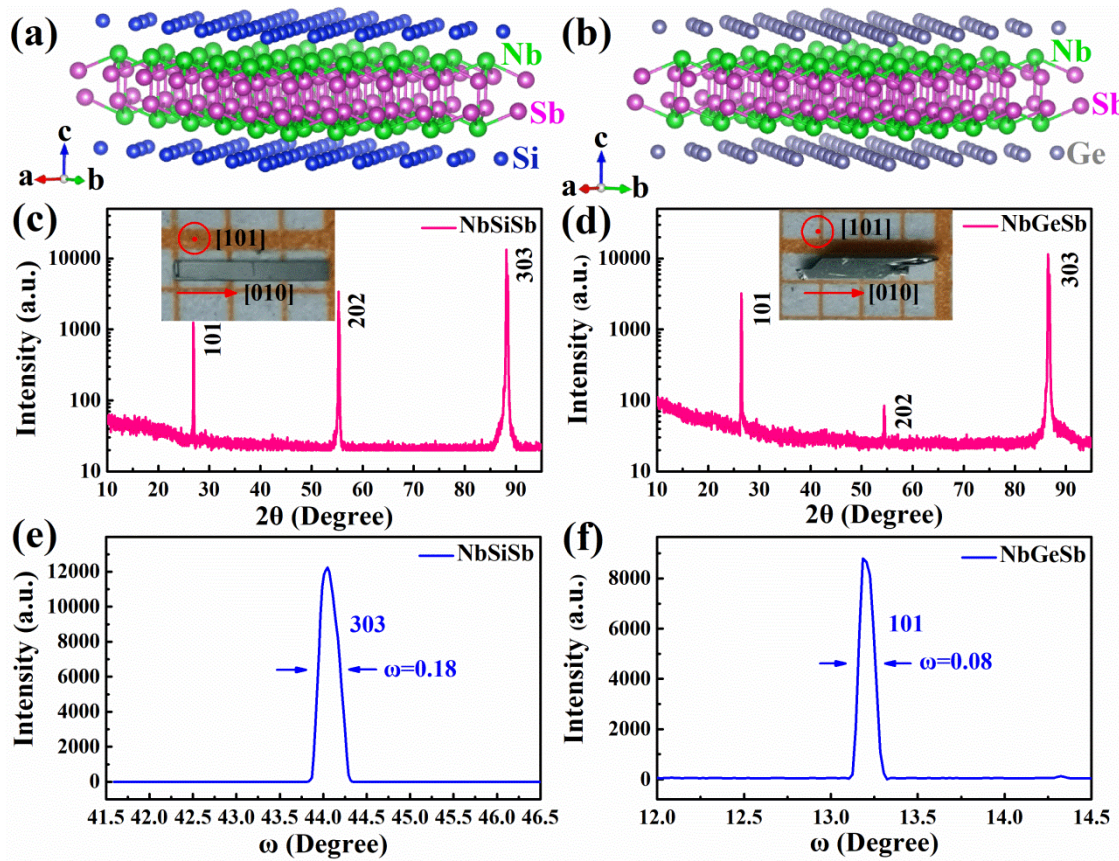 (a)
Nb
Sb
Si
c
a
b
(b)
Nb
Sb
Ge
c
a
b
(c)
NbSiSb
[101]
[010]
101
202
303
Intensity (a.u.)
10000
1000
100
10
10 20 30 40 50 60 70 80 90
2θ (Degree)
(d)
NbGeSb
[101]
[010]
101
202
303
Intensity (a.u.)
10000
1000
100
10
10 20 30 40 50 60 70 80 90
2θ (Degree)
(e)
NbSiSb
303
ω=0.18
Intensity (a.u.)
12000
10000
8000
6000
4000
2000
0
41.5 42.0 42.5 43.0 43.5 44.0 44.5 45.0 45.5 46.0 46.5
ω (Degree)
(f)
NbGeSb
101
ω=0.08
Intensity (a.u.)
8000
6000
4000
2000
0
12.0 12.5 13.0 13.5 14.0 14.5
ω (Degree)